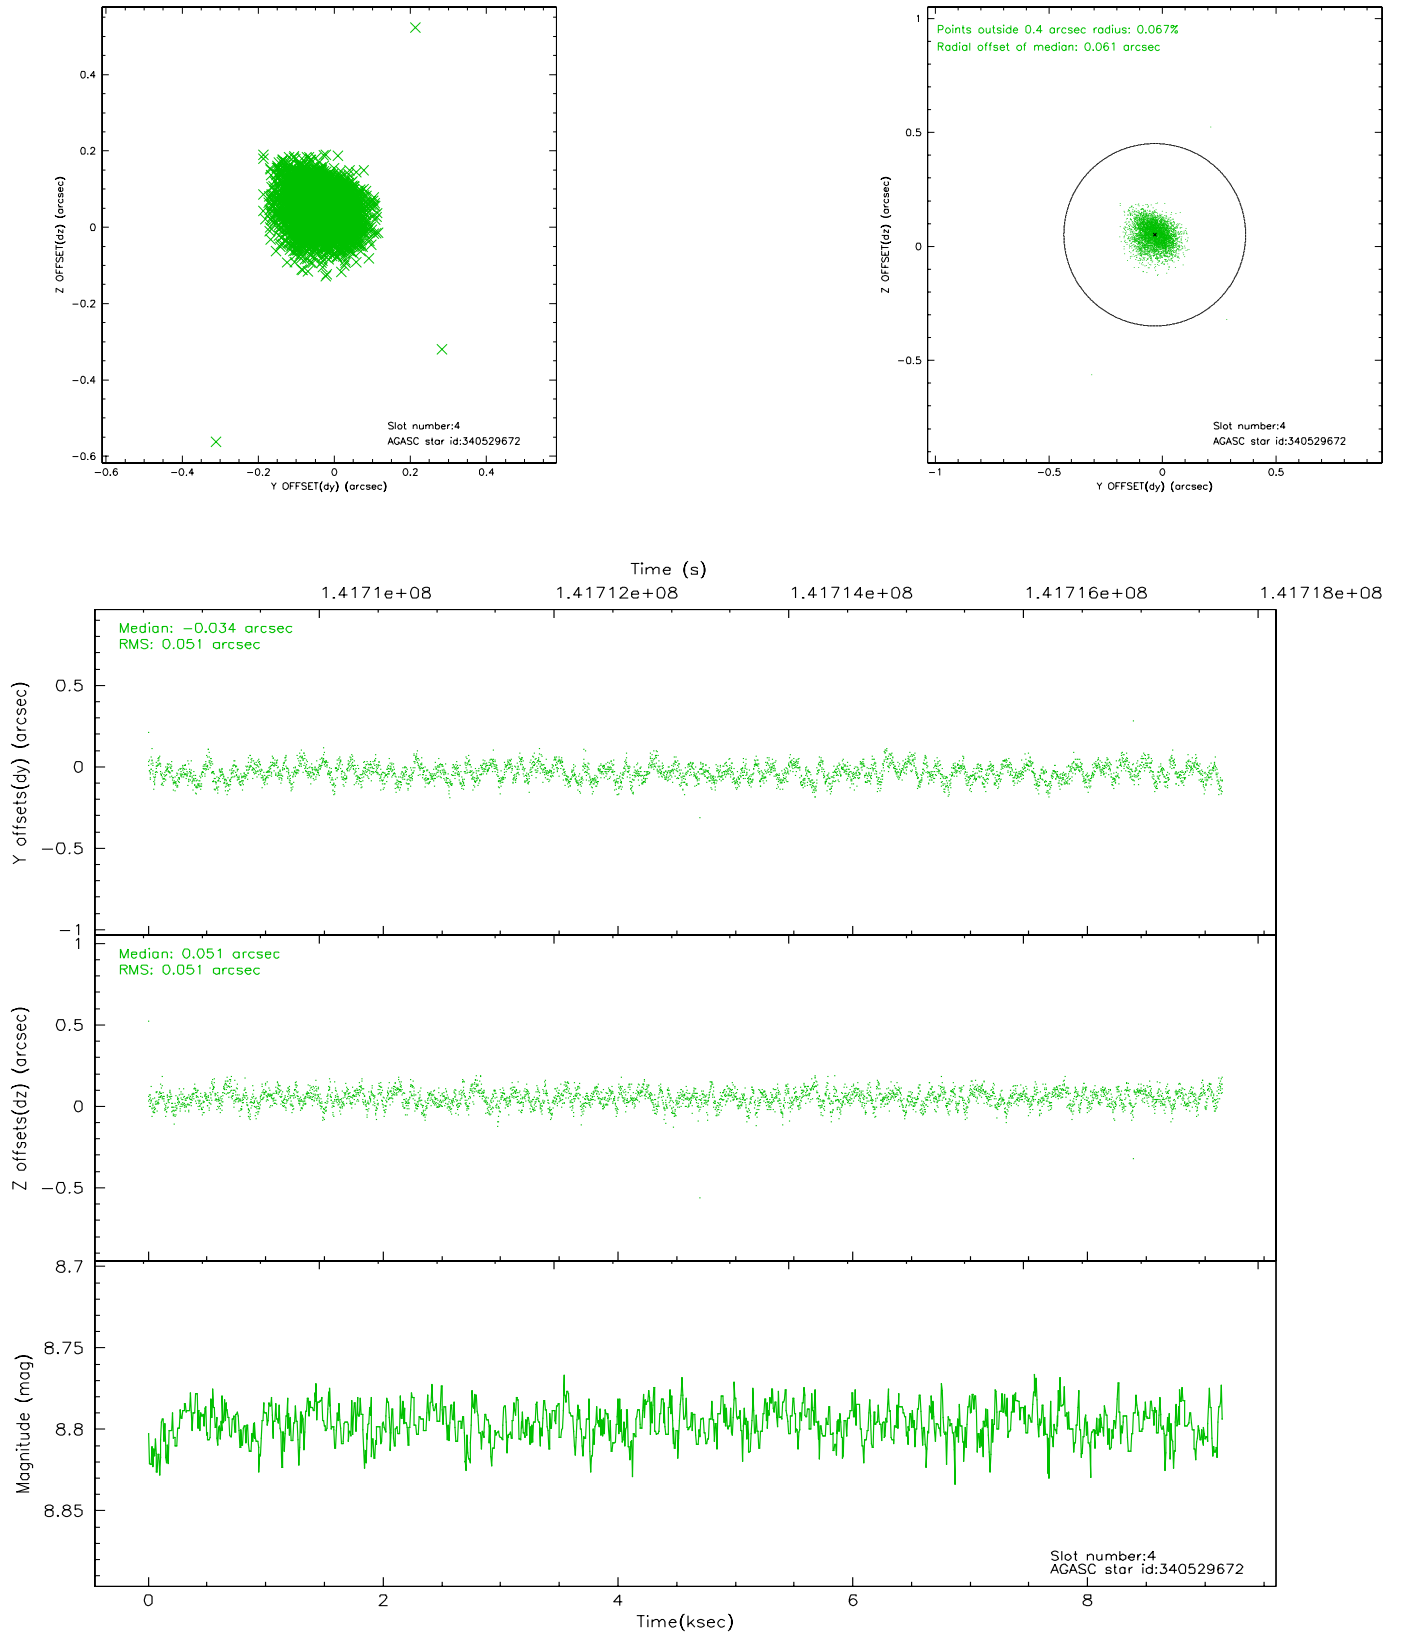 0.4
0.2
0
−0.2
−0.4
−0.6
Z OFFSET(dz) (arcsec)
Slot number:4
AGASC star id:340529672
−0.6 −0.4 −0.2 0 0.2 0.4
Y OFFSET(dy) (arcsec)
1
0.5
0
−0.5
Z OFFSET(dz) (arcsec)
Points outside 0.4 arcsec radius: 0.067%
Radial offset of median: 0.061 arcsec
Slot number:4
AGASC star id:340529672
−1 −0.5 0 0.5
Y OFFSET(dy) (arcsec)
Time (s)
1.4171e+08 1.41712e+08 1.41714e+08 1.41716e+08 1.41718e+08
Median: −0.034 arcsec
RMS: 0.051 arcsec
0.5
0
−0.5
−1
Y offsets(dy) (arcsec)
Median: 0.051 arcsec
RMS: 0.051 arcsec
1
0.5
0
−0.5
Z offsets(dz) (arcsec)
8.7
8.75
8.8
8.85
Magnitude (mag)
Slot number:4
AGASC star id:340529672
0 2 4 6 8
Time(ksec)